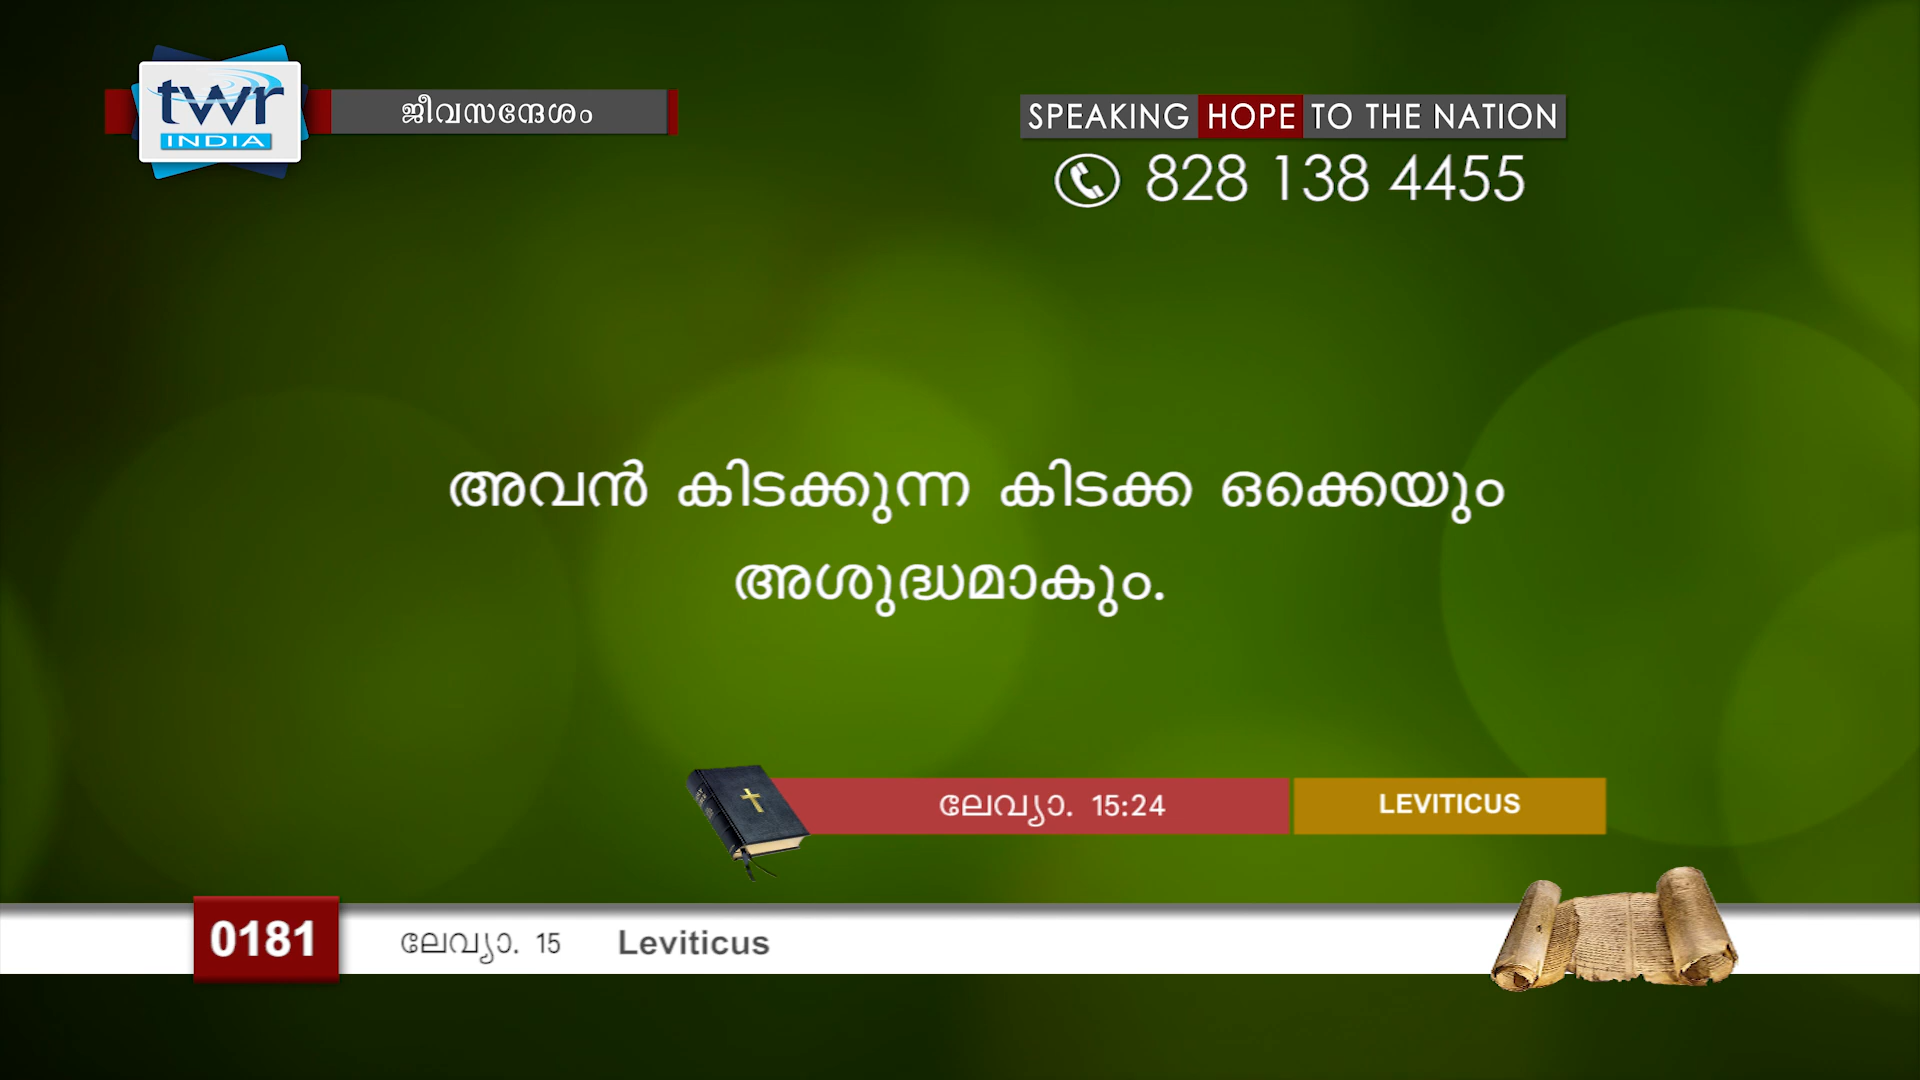 twr
INDIA
ജീവസന്ദേശം
SPEAKING HOPE TO THE NATION
828 138 4455
അവൻ കിടക്കുന്ന കിടക്ക ഒക്കെയും
അശുദ്ധമാകും.
ലേവ്യാ. 15:24
LEVITICUS
0181
ലേവ്യാ. 15
Leviticus